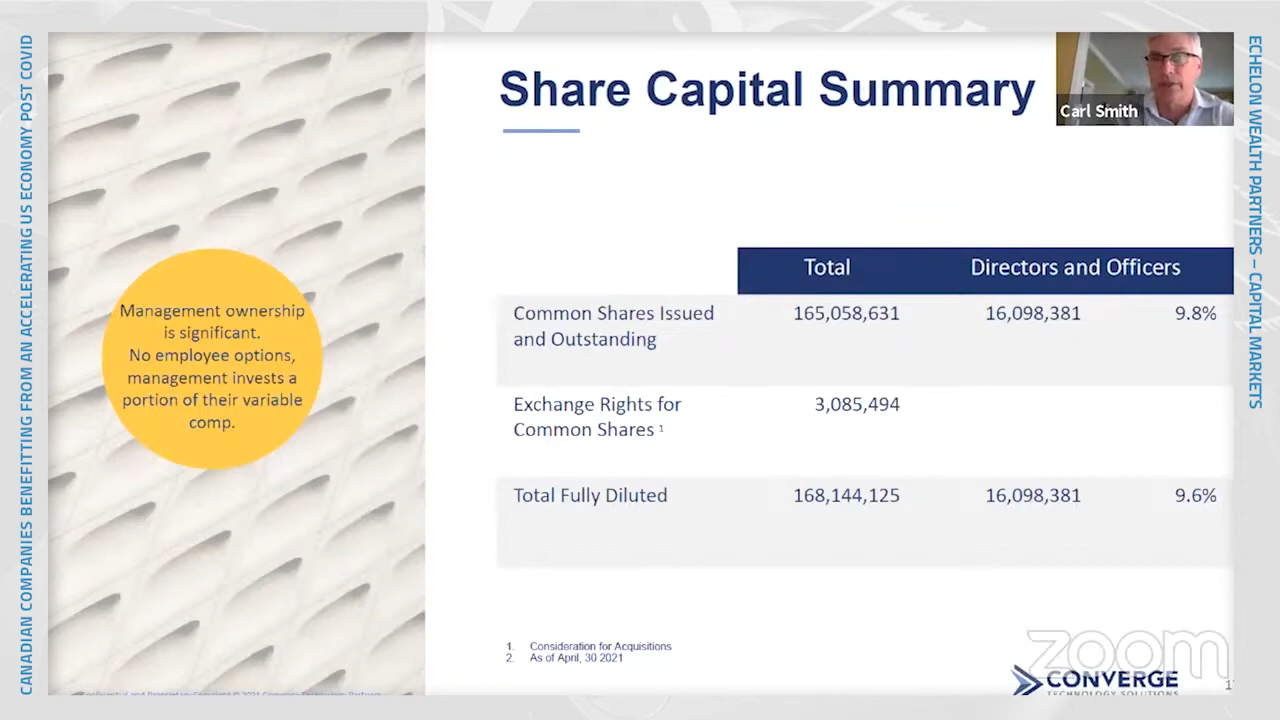 CANADIAN COMPANIES BENEFITTING FROM AN ACCELERATING US ECONOMY POST COVID
Share Capital Summary
Carl Smith
ECHELON WEALTH PARTNERS – CAPITAL MARKETS
Management ownership
is significant.
No employee options,
management invests a
portion of their variable
comp.
Total Directors and Officers
Common Shares Issued 165,058,631 16,098,381 9.8%
and Outstanding
Exchange Rights for 3,085,494
Common Shares 1
Total Fully Diluted 168,144,125 16,098,381 9.6%
1. Consideration for Acquisitions
2. As of April, 30 2021
zoom
CONVERGE
TECHNOLOGY SOLUTIONS